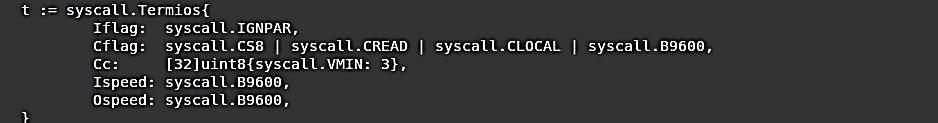 t := syscall.Termios{
Iflag: syscall.IGNPAR,
Cflag: syscall.CS8 | syscall.CREAD | syscall.CLOCAL | syscall.B9600,
Cc: [32]uint8{syscall.VMIN: 3},
Ispeed: syscall.B9600,
Ospeed: syscall.B9600,
}